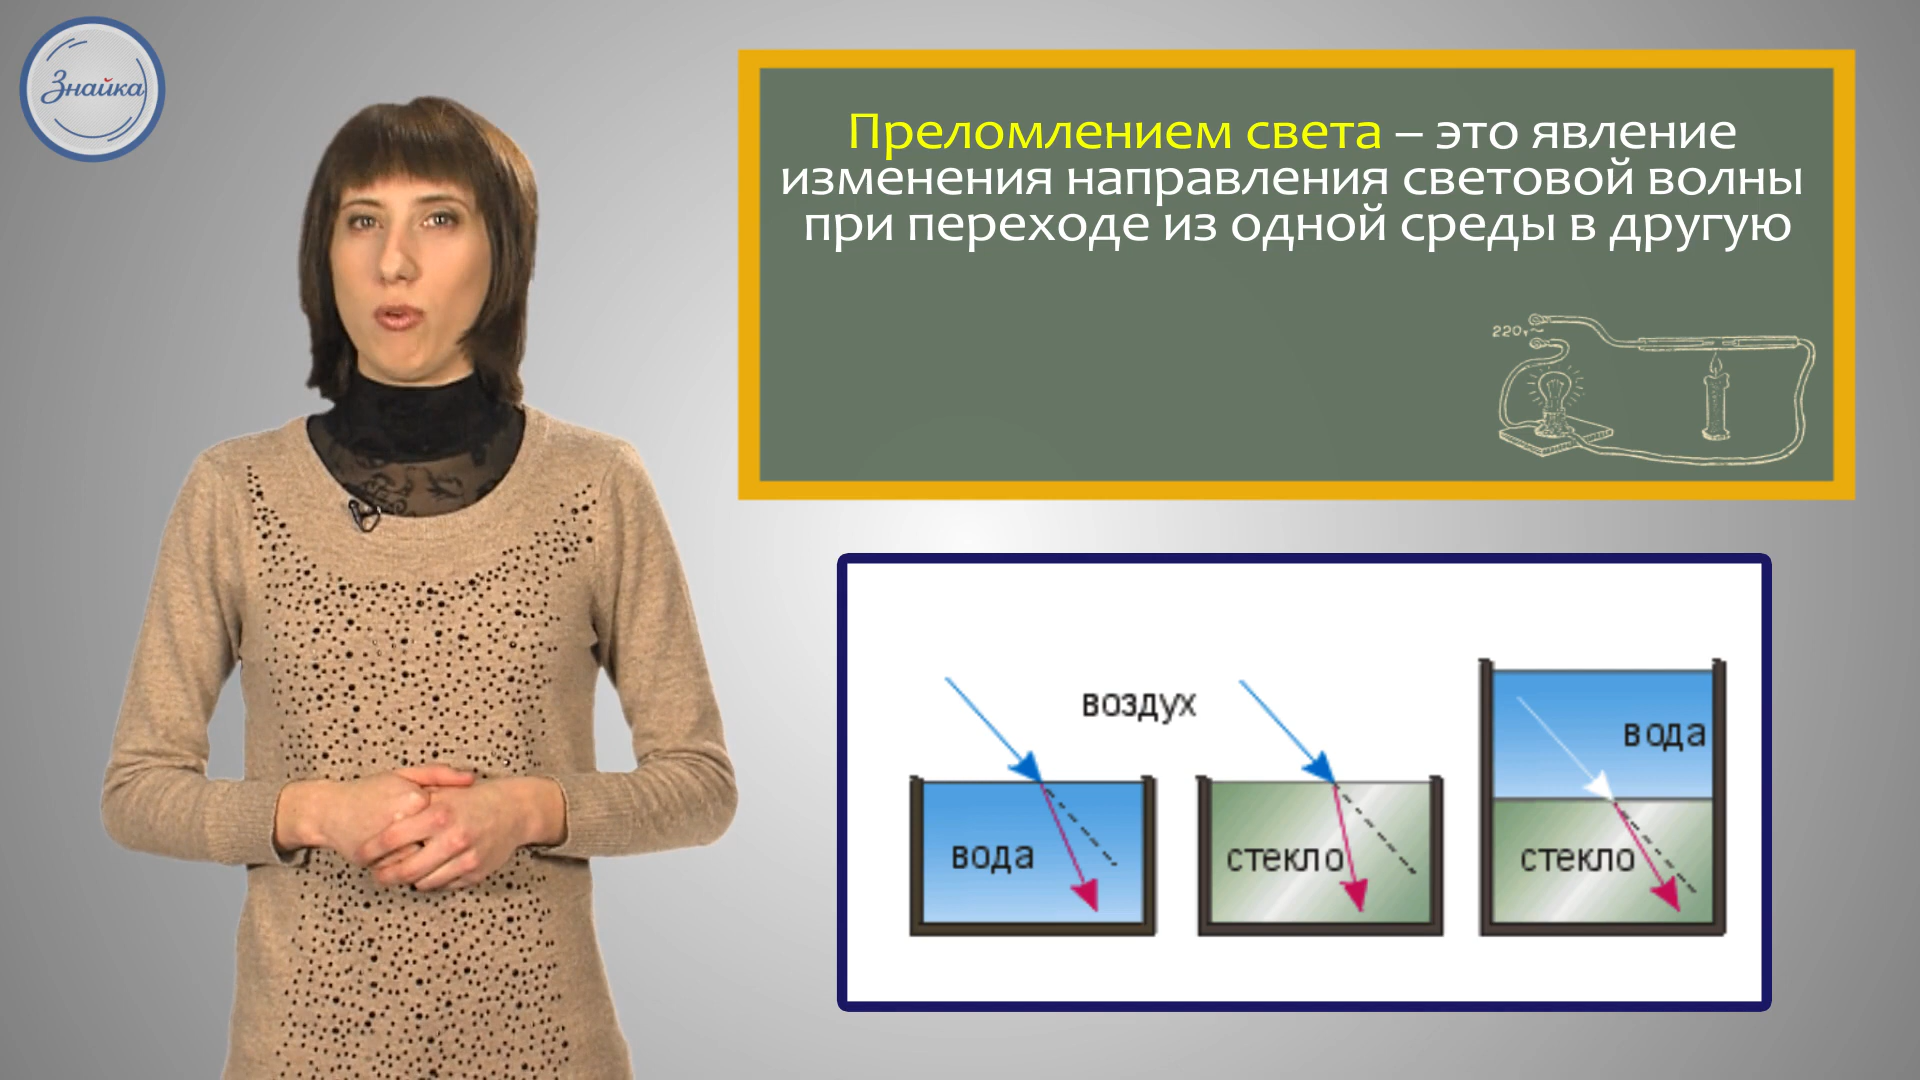 Знайка
Преломлением света – это явление
изменения направления световой волны
при переходе из одной среды в другую
220
воздух
вода
вода
стекло
стекло